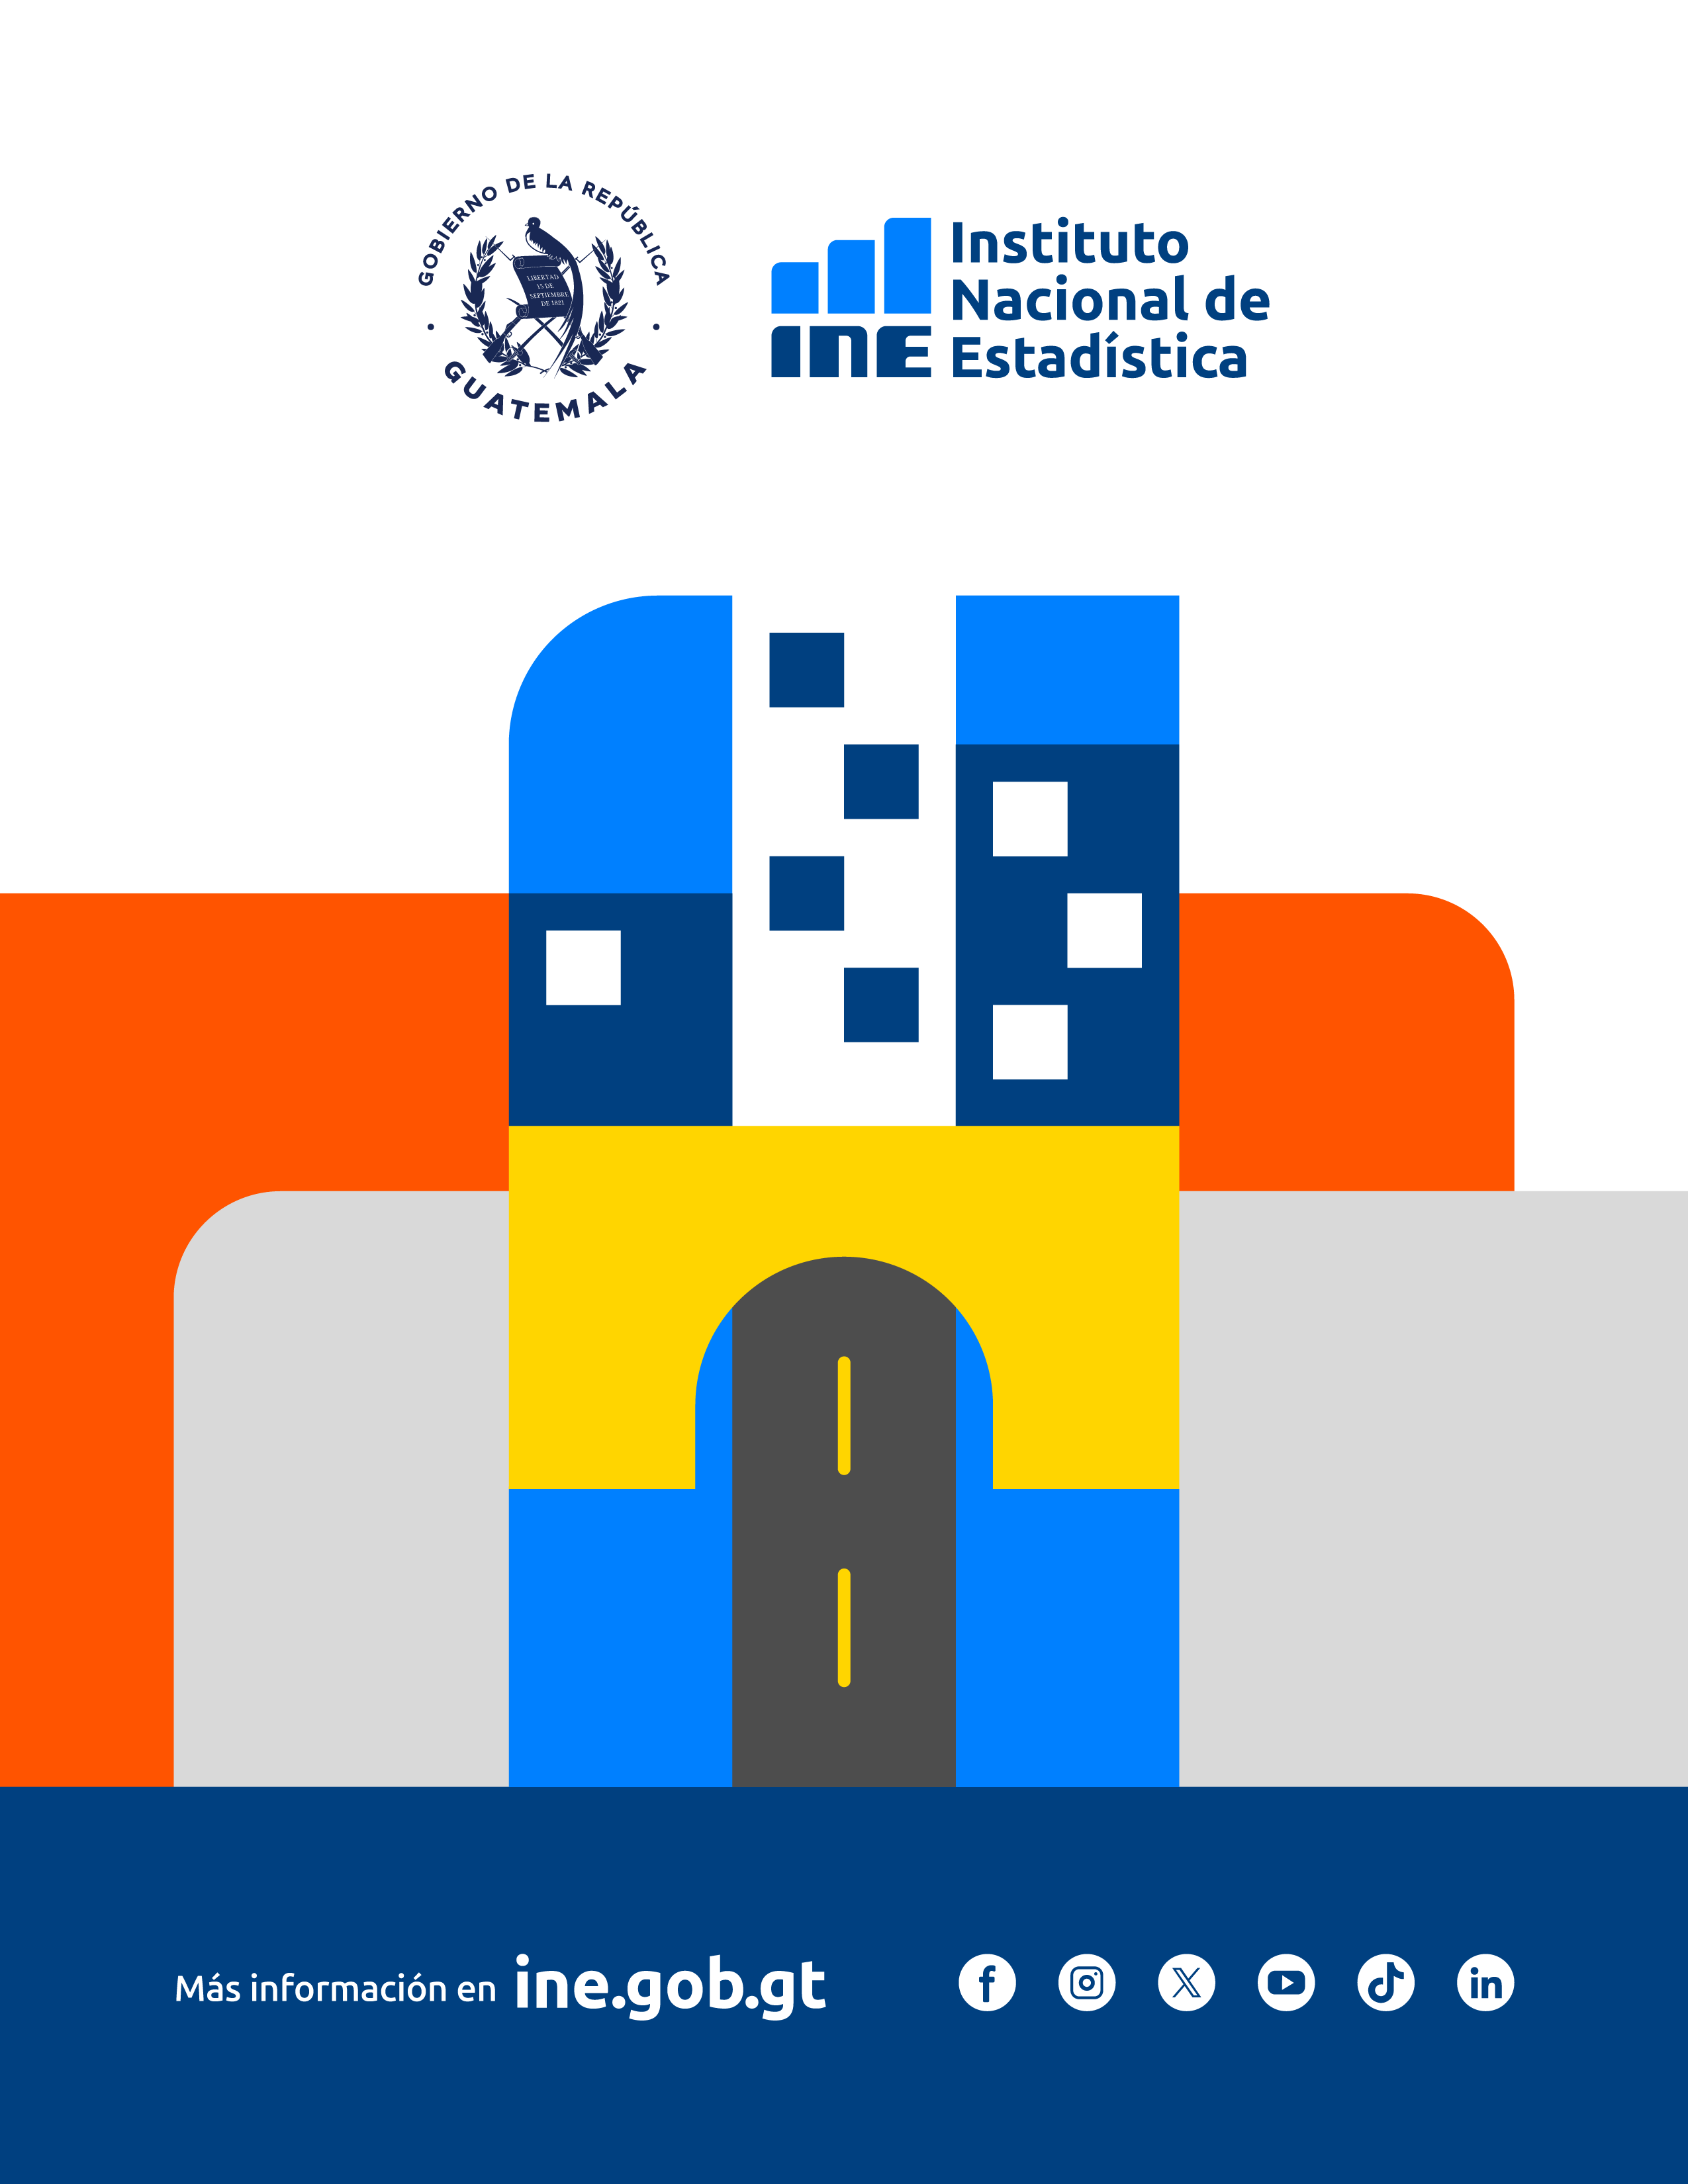 GOBIERNO DE LA REPÚBLICA
LIBERTAD
15 DE
SEPTIEMBRE
DE 1821
GUATEMALA
ine
Instituto
Nacional de
Estadística
Más información en ine.gob.gt